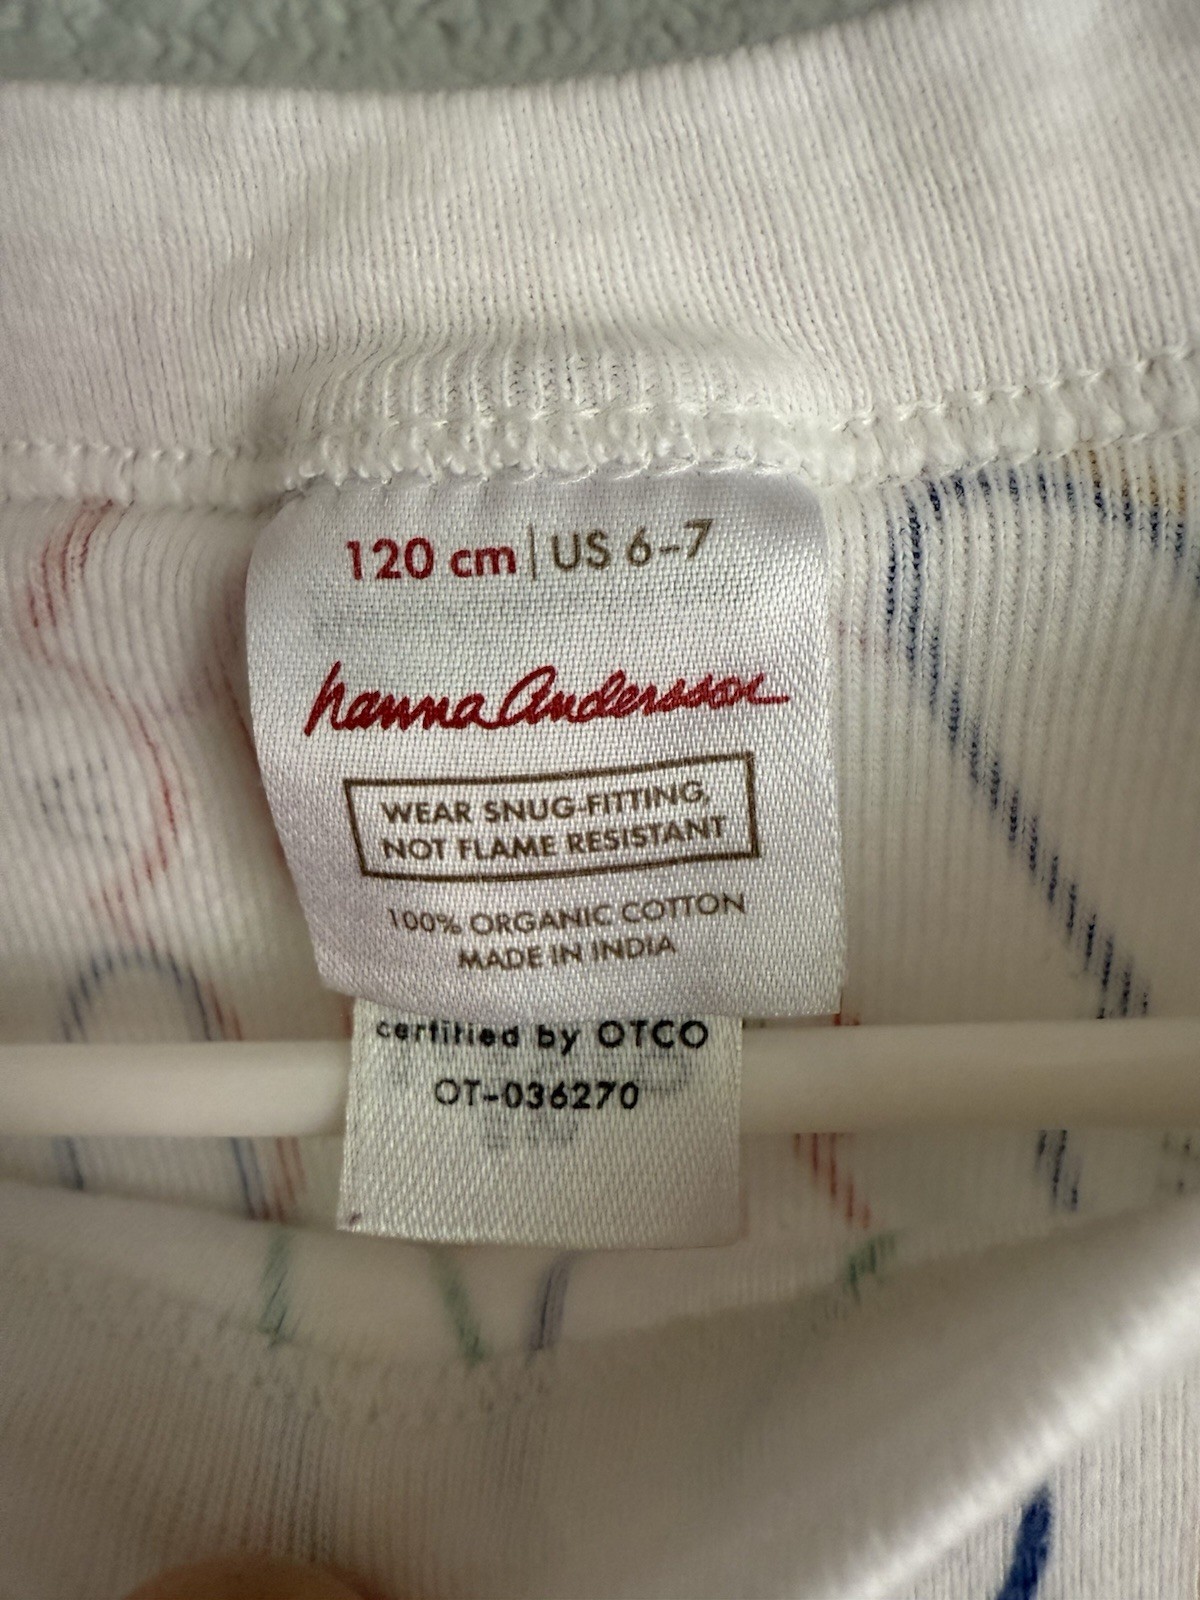 120 cm | US 6-7
hanna Andersson
WEAR SNUG-FITTING,
NOT FLAME RESISTANT
100% ORGANIC COTTON
MADE IN INDIA
certified by OTCO
OT-036270